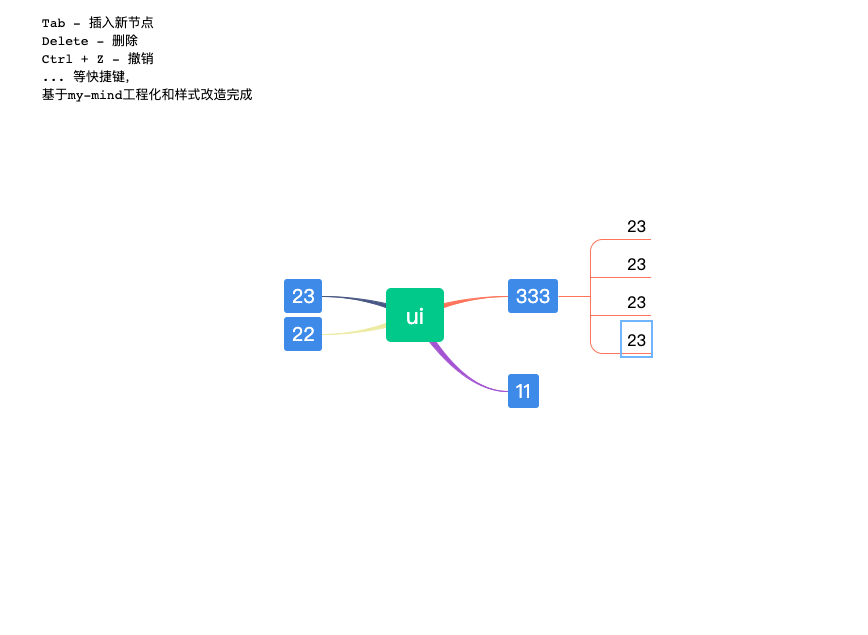 Tab - 插入新节点
Delete - 删除
Ctrl + Z - 撤销
... 等快捷键,
基于my-mind工程化和样式改造完成
23
23
23
333
23
ui
22
23
11